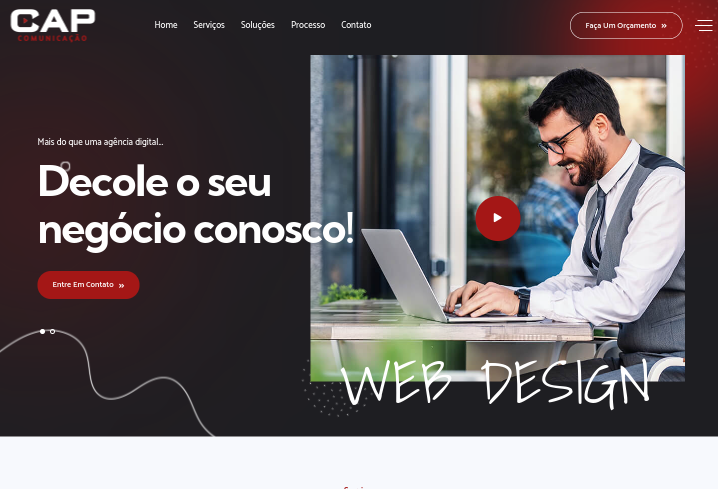 CAP
COMUNICAÇÃO
Home Serviços Soluções Processo Contato
Faça Um Orçamento »
Mais do que uma agência digital...
Decole o seu
negócio conosco!
Entre Em Contato »
WEB DESIGN